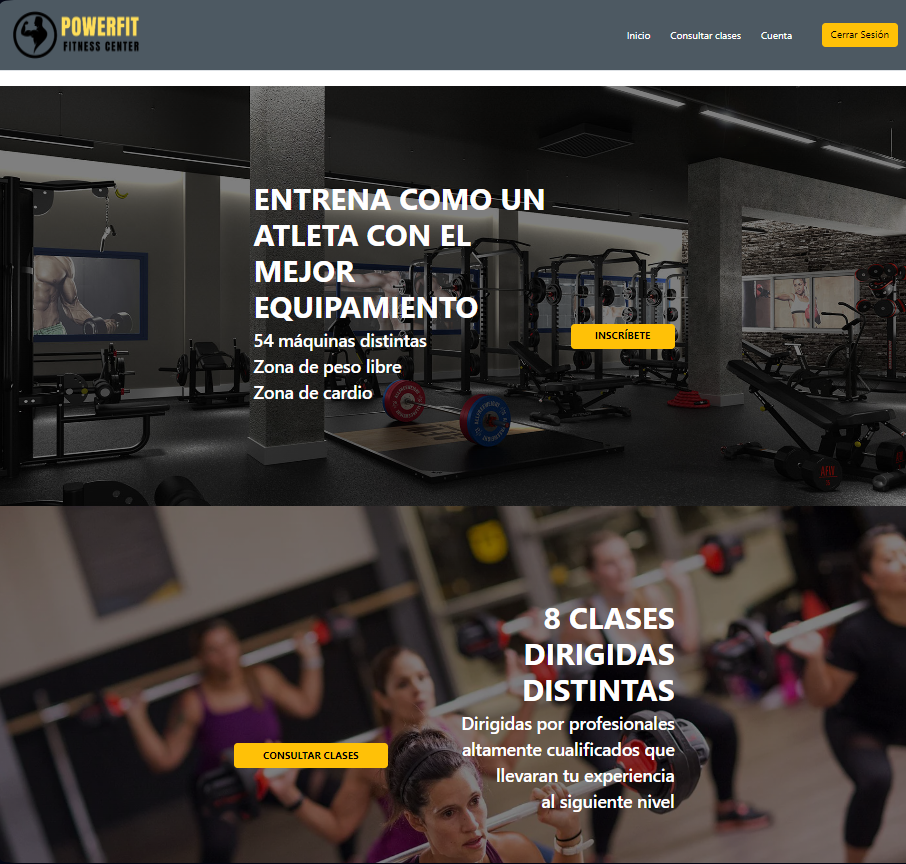 POWERFIT
FITNESS CENTER
Inicio Consultar clases Cuenta Cerrar Sesión
ENTRENA COMO UN
ATLETA CON EL
MEJOR
EQUIPAMIENTO
54 máquinas distintas
Zona de peso libre
Zona de cardio
INSCRÍBETE
8 CLASES
DIRIGIDAS
DISTINTAS
Dirigidas por profesionales
altamente cualificados que
llevaran tu experiencia
al siguiente nivel
CONSULTAR CLASES